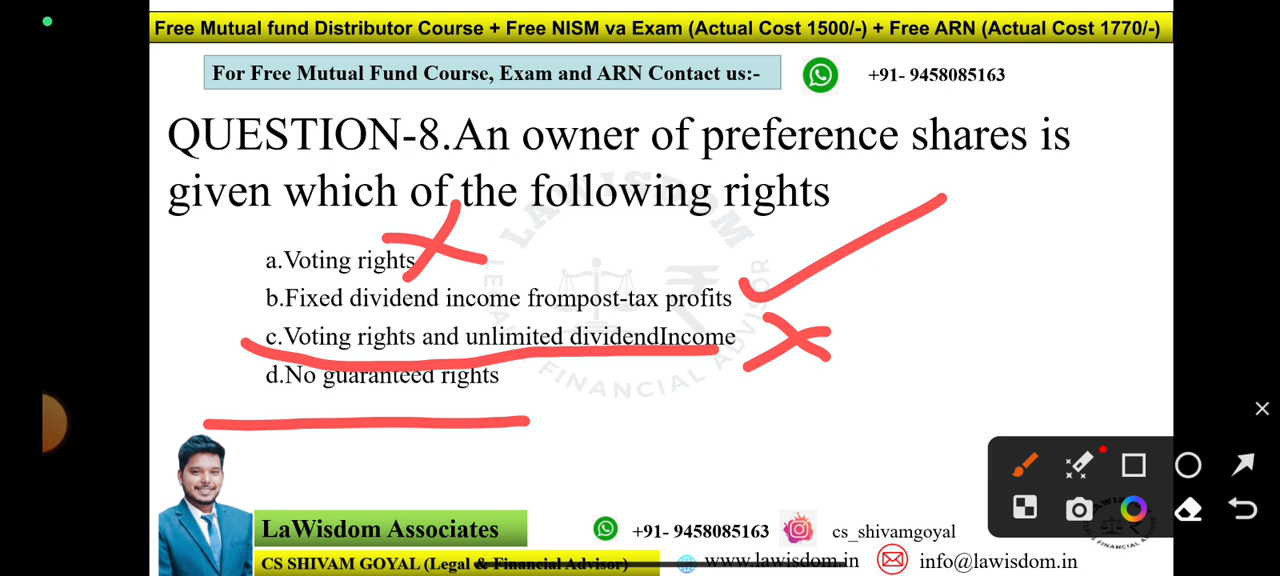 Free Mutual fund Distributor Course + Free NISM va Exam (Actual Cost 1500/-) + Free ARN (Actual Cost 1770/-)
For Free Mutual Fund Course, Exam and ARN Contact us:-
+91- 9458085163
QUESTION-8.An owner of preference shares is
given which of the following rights
a.Voting rights
b.Fixed dividend income frompost-tax profits
c.Voting rights and unlimited dividendIncome
d.No guaranteed rights
LAWISDOM
LEGAL
ADVISOR
FINANCIAL
LaWisdom Associates
+91- 9458085163
cs_shivamgoyal
CS SHIVAM GOYAL (Legal & Financial Advisor)
www.lawisdom.in
info@lawisdom.in